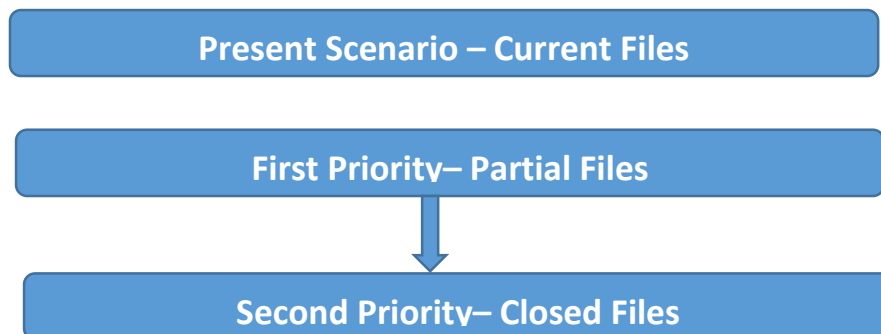 Present Scenario – Current Files
First Priority– Partial Files
Second Priority– Closed Files